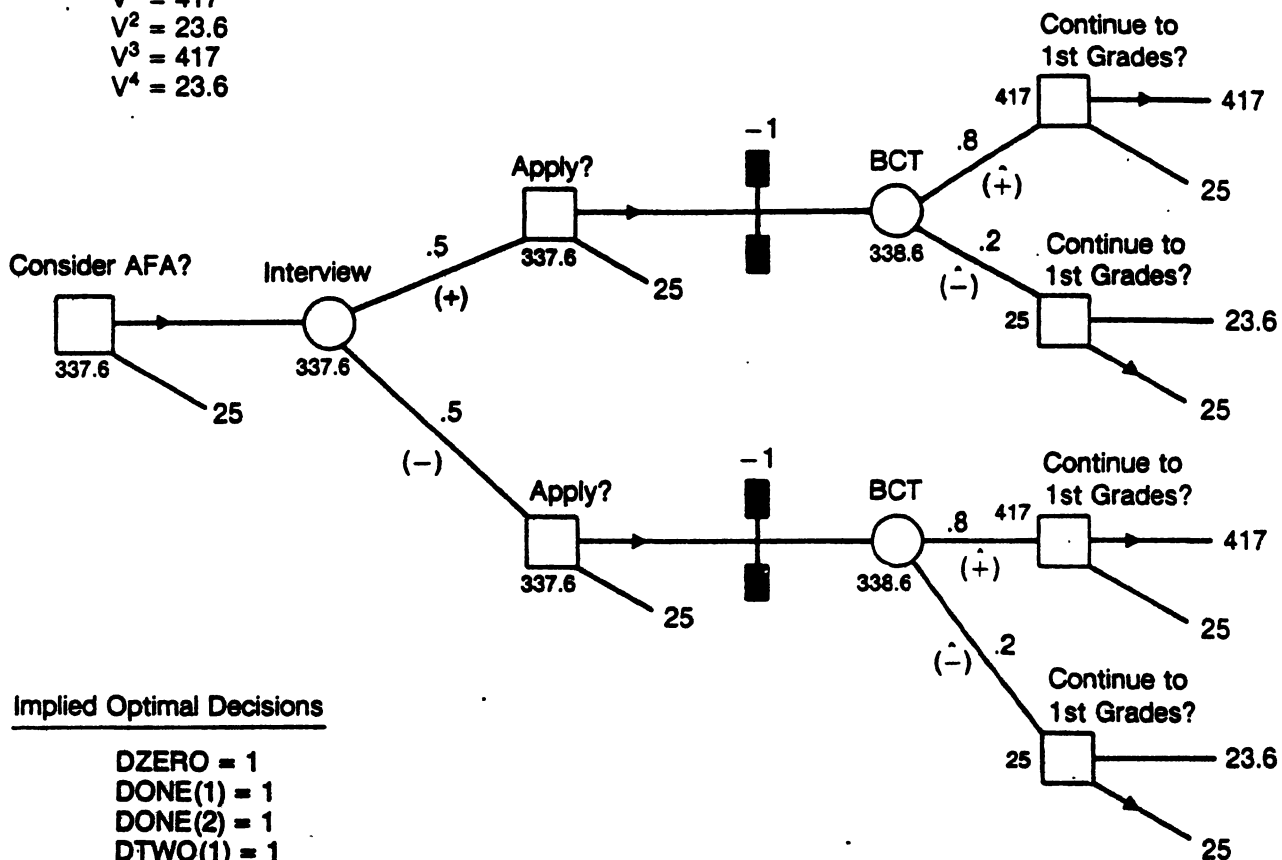 V² = 23.6
V³ = 417
V⁴ = 23.6
Continue to
1st Grades?
417
417
−1
.8
BCT
(+̂)
25
Apply?
.5
337.6
338.6
.2
(−̂)
Continue to
1st Grades?
Consider AFA?
Interview
(+)
25
25
23.6
337.6
337.6
25
25
.5
(−)
−1
Continue to
1st Grades?
Apply?
BCT
.8
417
417
(+̂)
337.6
338.6
25
25
(−̂)
.2
Continue to
1st Grades?
25
23.6
25
Implied Optimal Decisions
DZERO = 1
DONE(1) = 1
DONE(2) = 1
DTWO(1) = 1